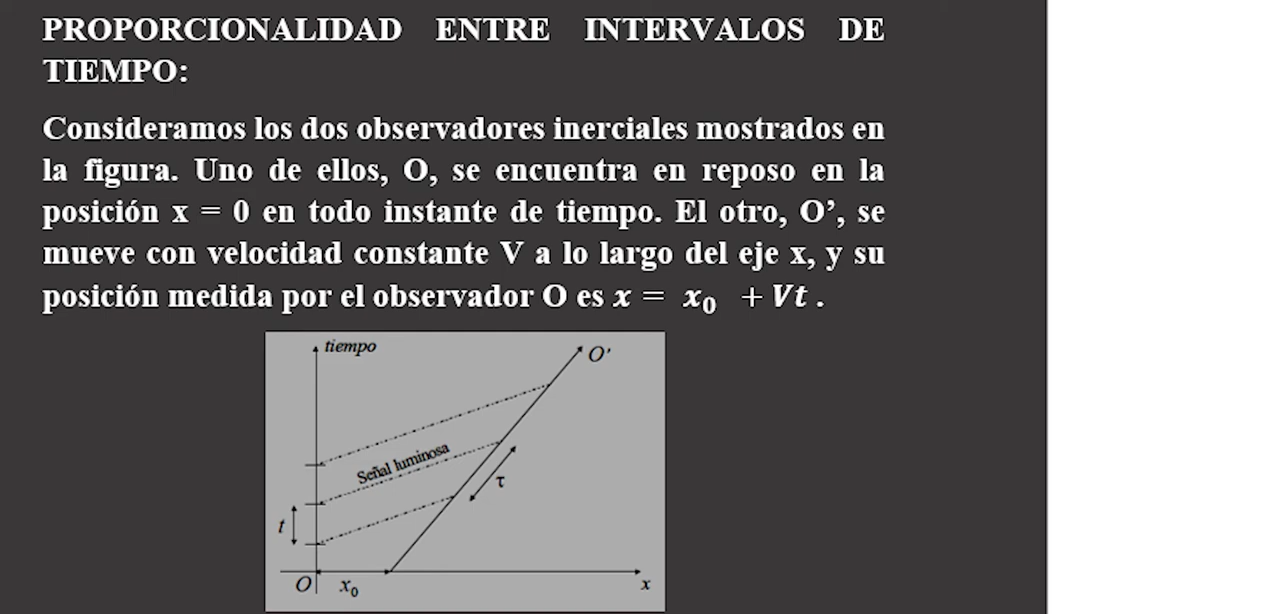 PROPORCIONALIDAD ENTRE INTERVALOS DE
TIEMPO:
Consideramos los dos observadores inerciales mostrados en
la figura. Uno de ellos, O, se encuentra en reposo en la
posición x = 0 en todo instante de tiempo. El otro, O’, se
mueve con velocidad constante V a lo largo del eje x, y su
posición medida por el observador O es x = x₀ + Vt .
tiempo
O'
Señal luminosa
τ
t
O
x₀
x